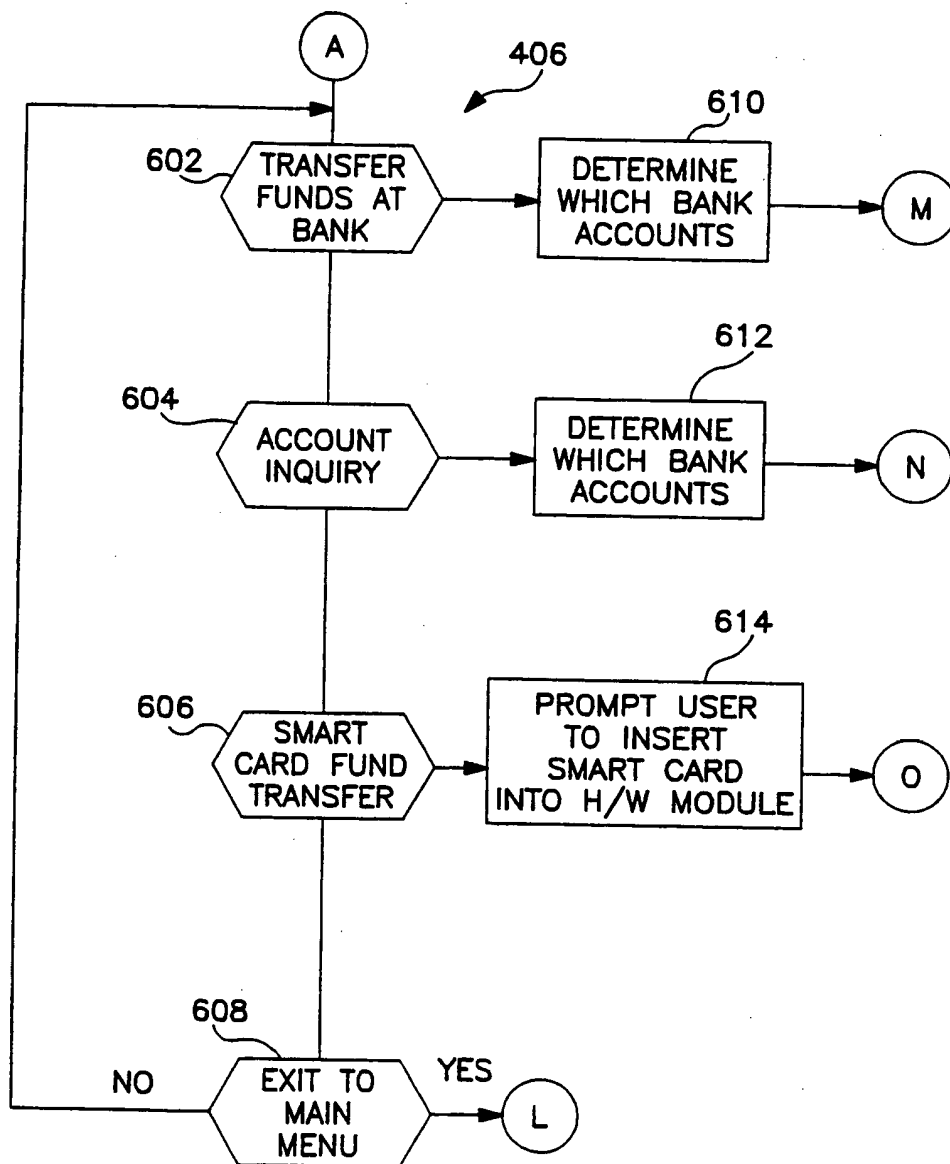 A
406
602
TRANSFER
FUNDS AT
BANK
610
DETERMINE
WHICH BANK
ACCOUNTS
M
604
ACCOUNT
INQUIRY
612
DETERMINE
WHICH BANK
ACCOUNTS
N
606
SMART
CARD FUND
TRANSFER
614
PROMPT USER
TO INSERT
SMART CARD
INTO H/W MODULE
O
608
NO
EXIT TO
MAIN
MENU
YES
L